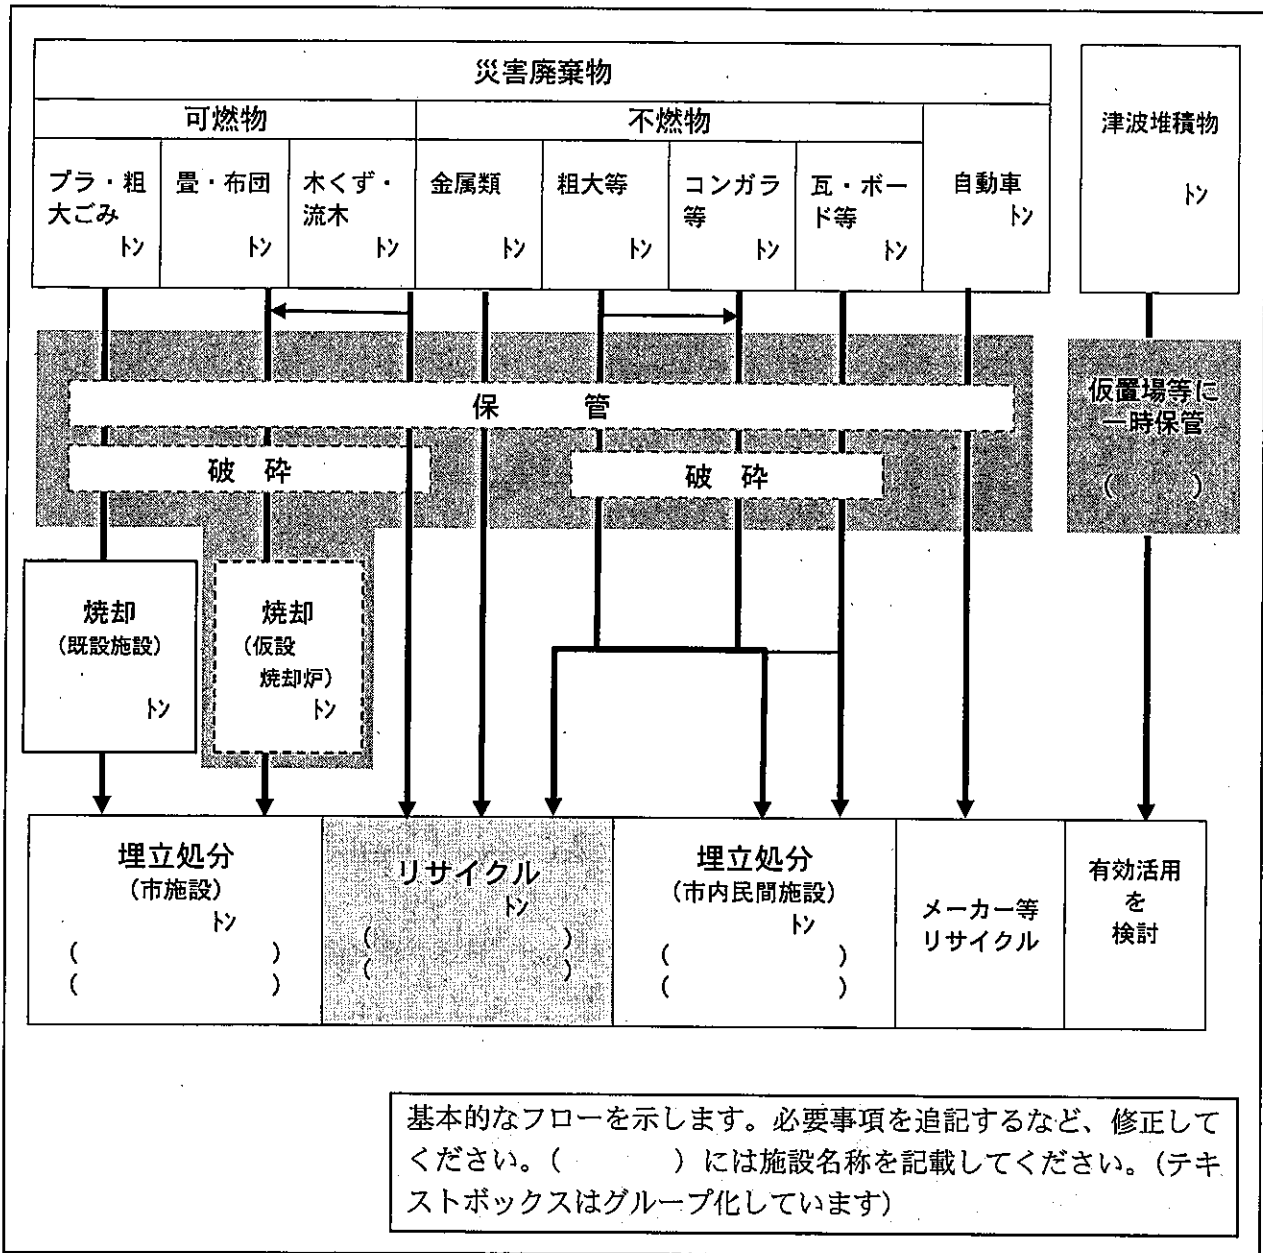 災害廃棄物
可燃物
不燃物
プラ・粗
大ごみ
トン
畳・布団
トン
木くず・
流木
トン
金属類
トン
粗大等
トン
コンガラ
等
トン
瓦・ボー
ド等
トン
自動車
トン
津波堆積物
トン
保　管
破　砕
破　砕
仮置場等に
一時保管
（　　　）
焼却
（既設施設）
トン
焼却
（仮設
焼却炉）
トン
埋立処分
（市施設）
トン
（　　　　　）
（　　　　　）
リサイクル
トン
（　　　　　）
（　　　　　）
埋立処分
（市内民間施設）
トン
（　　　　　）
（　　　　　）
メーカー等
リサイクル
有効活用
を
検討
基本的なフローを示します。必要事項を追記するなど、修正して
ください。（　　　　）には施設名称を記載してください。（テキ
ストボックスはグループ化しています）